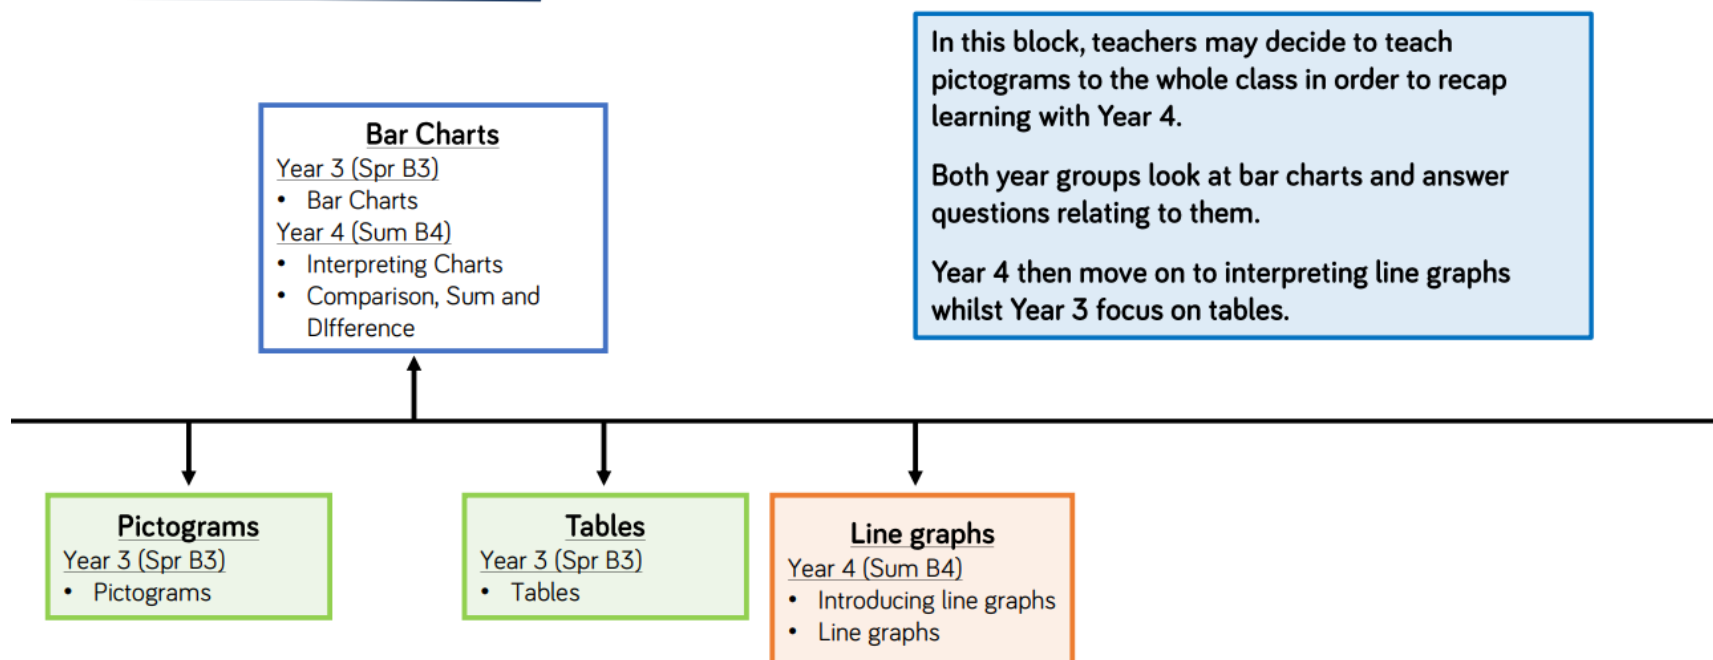 In this block, teachers may decide to teach
pictograms to the whole class in order to recap
learning with Year 4.
Both year groups look at bar charts and answer
questions relating to them.
Year 4 then move on to interpreting line graphs
whilst Year 3 focus on tables.
Bar Charts
Year 3 (Spr B3)
• Bar Charts
Year 4 (Sum B4)
• Interpreting Charts
• Comparison, Sum and
DIfference
Pictograms
Year 3 (Spr B3)
• Pictograms
Tables
Year 3 (Spr B3)
• Tables
Line graphs
Year 4 (Sum B4)
• Introducing line graphs
• Line graphs